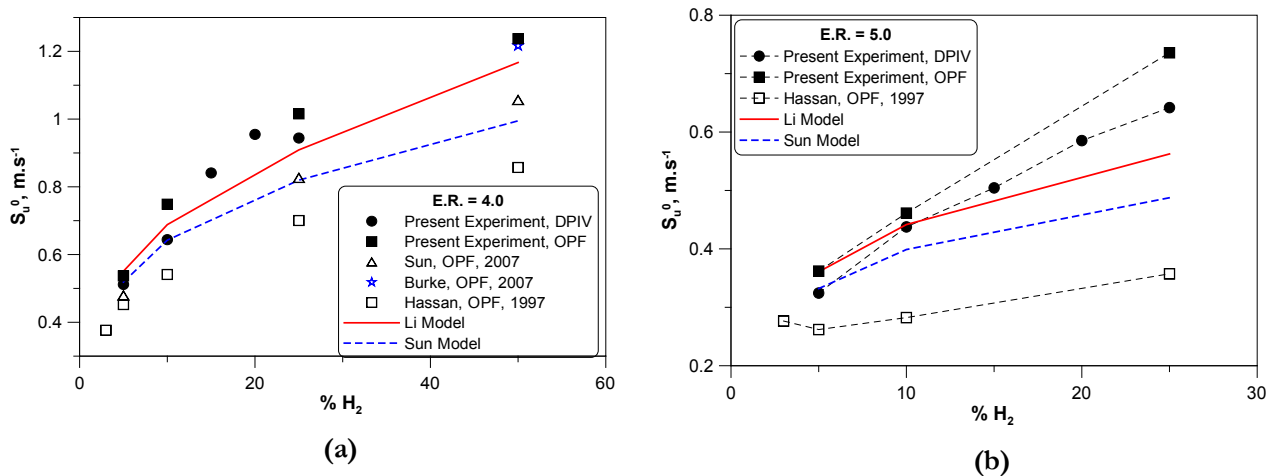 1.2
1
0.8
0.6
0.4
S_u^0, m.s^-1
E.R. = 4.0
Present Experiment, DPIV
Present Experiment, OPF
Sun, OPF, 2007
Burke, OPF, 2007
Hassan, OPF, 1997
Li Model
Sun Model
0 20 40 60
% H₂
(a)
0.8
0.6
0.4
0.2
S_u^0, m.s^-1
E.R. = 5.0
Present Experiment, DPIV
Present Experiment, OPF
Hassan, OPF, 1997
Li Model
Sun Model
0 10 20 30
% H₂
(b)